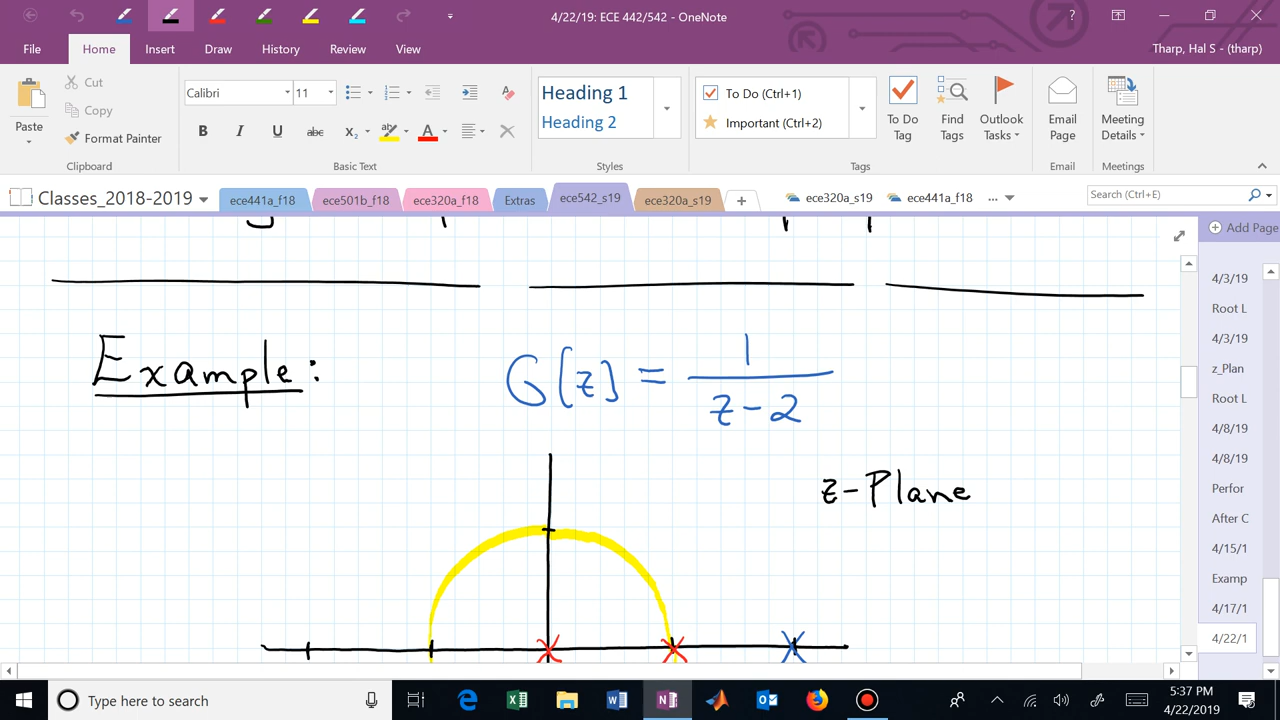 4/22/19: ECE 442/542 - OneNote
?
File Home Insert Draw History Review View
Tharp, Hal S - (tharp)
Paste
Cut
Copy
Format Painter
Clipboard
Calibri 11
B I U abc X₂ A
Basic Text
Heading 1
Heading 2
Styles
To Do (Ctrl+1)
Important (Ctrl+2)
Tags
To Do Tag
Find Tags
Outlook Tasks
Email Page
Email
Meeting Details
Meetings
Classes_2018-2019 ece441a_f18 ece501b_f18 ece320a_f18 Extras ece542_s19 ece320a_s19 + ece320a_s19 ece441a_f18 ...
Search (Ctrl+E)
Add Page
4/3/19
Root L
4/3/19
z_Plan
Root L
4/8/19
4/8/19
Perfor
After C
4/15/1
Examp
4/17/1
4/22/1
Example: G(z) = 1 / (z-2)
z-Plane
Type here to search
5:37 PM
4/22/2019